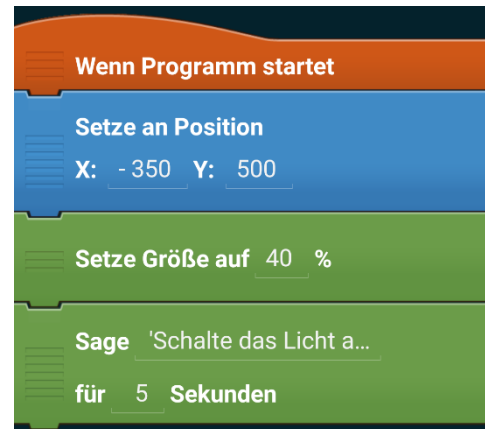 Wenn Programm startet
Setze an Position
X: - 350 Y: 500
Setze Größe auf 40 %
Sage 'Schalte das Licht a...
für 5 Sekunden